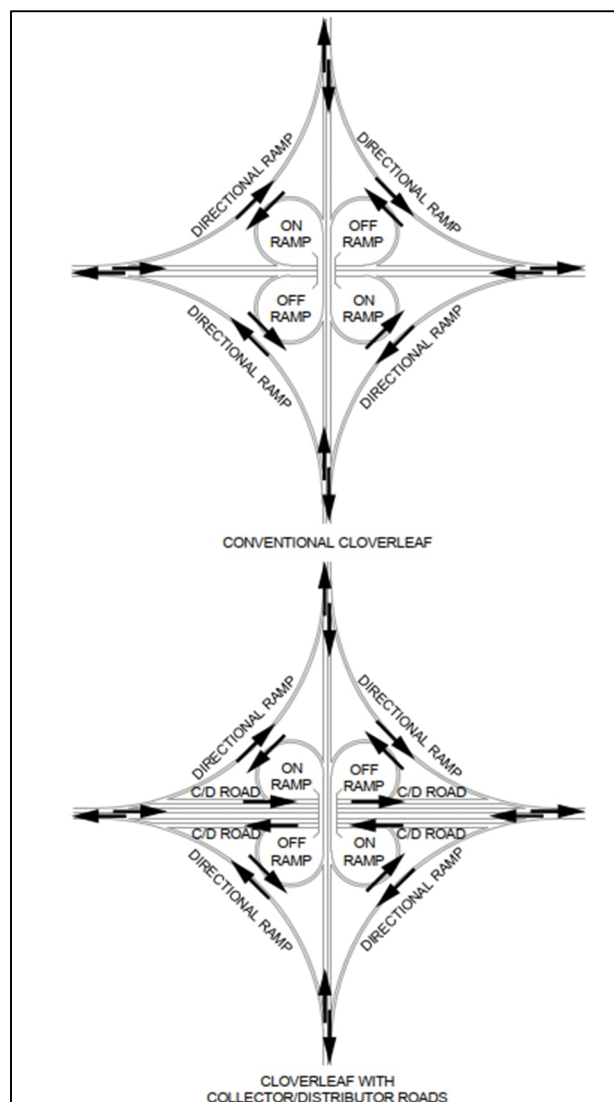 DIRECTIONAL RAMP
DIRECTIONAL RAMP
ON
RAMP
OFF
RAMP
OFF
RAMP
ON
RAMP
DIRECTIONAL RAMP
DIRECTIONAL RAMP
CONVENTIONAL CLOVERLEAF
DIRECTIONAL RAMP
DIRECTIONAL RAMP
ON
RAMP
OFF
RAMP
C/D ROAD
C/D ROAD
C/D ROAD
C/D ROAD
OFF
RAMP
ON
RAMP
DIRECTIONAL RAMP
DIRECTIONAL RAMP
CLOVERLEAF WITH
COLLECTOR/DISTRIBUTOR ROADS